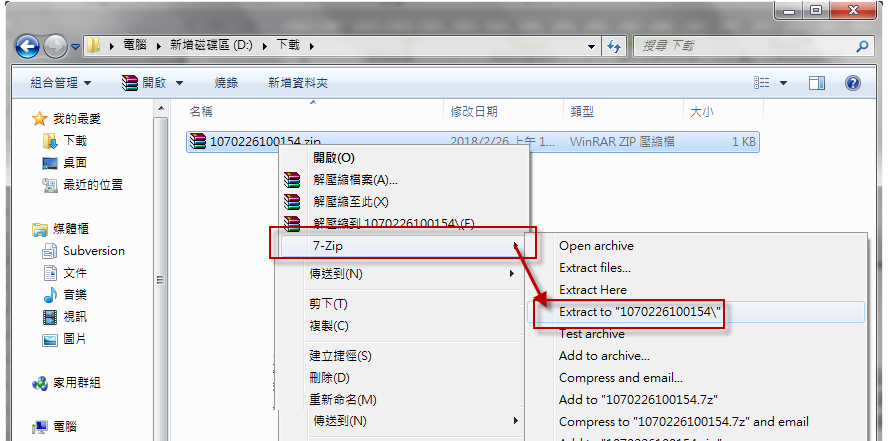 電腦 新增磁碟區 (D:) 下載
搜尋 下載
組合管理 開啟 燒錄 新增資料夾
名稱 修改日期 類型 大小
我的最愛
下載
桌面
最近的位置
媒體櫃
Subversion
文件
音樂
視訊
圖片
家用群組
電腦
1070226100154.zip 2018/2/26 上午 1... WinRAR ZIP 壓縮檔 1 KB
開啟(O)
解壓縮檔案(A)...
解壓縮至此(X)
解壓縮到 1070226100154\(E)
7-Zip
傳送到(N)
剪下(T)
複製(C)
建立捷徑(S)
刪除(D)
重新命名(M)
傳送到(N)
Open archive
Extract files...
Extract Here
Extract to "1070226100154\"
Test archive
Add to archive...
Compress and email...
Add to "1070226100154.7z"
Compress to "1070226100154.7z" and email